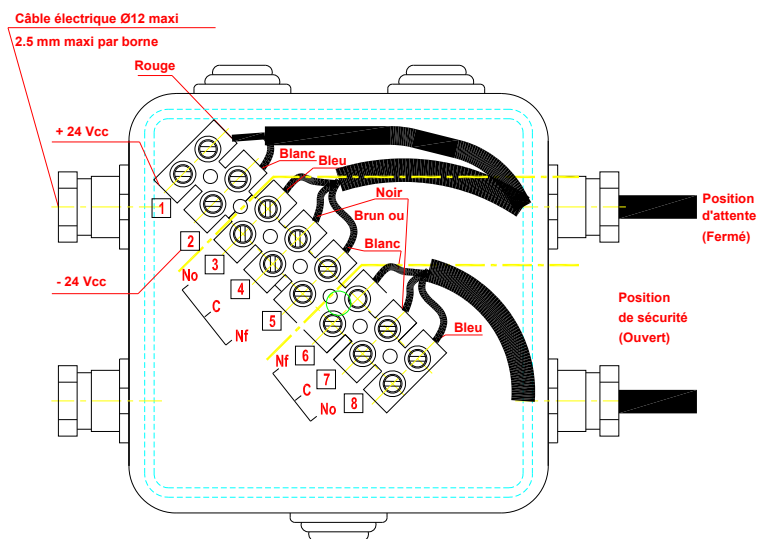 Câble électrique Ø12 maxi
2.5 mm maxi par borne
Rouge
+ 24 Vcc
Blanc
Bleu
Noir
Brun ou
Blanc
Position
d'attente
(Fermé)
1
2
3
4
5
6
7
8
No
C
Nf
- 24 Vcc
Nf
C
No
Bleu
Position
de sécurité
(Ouvert)